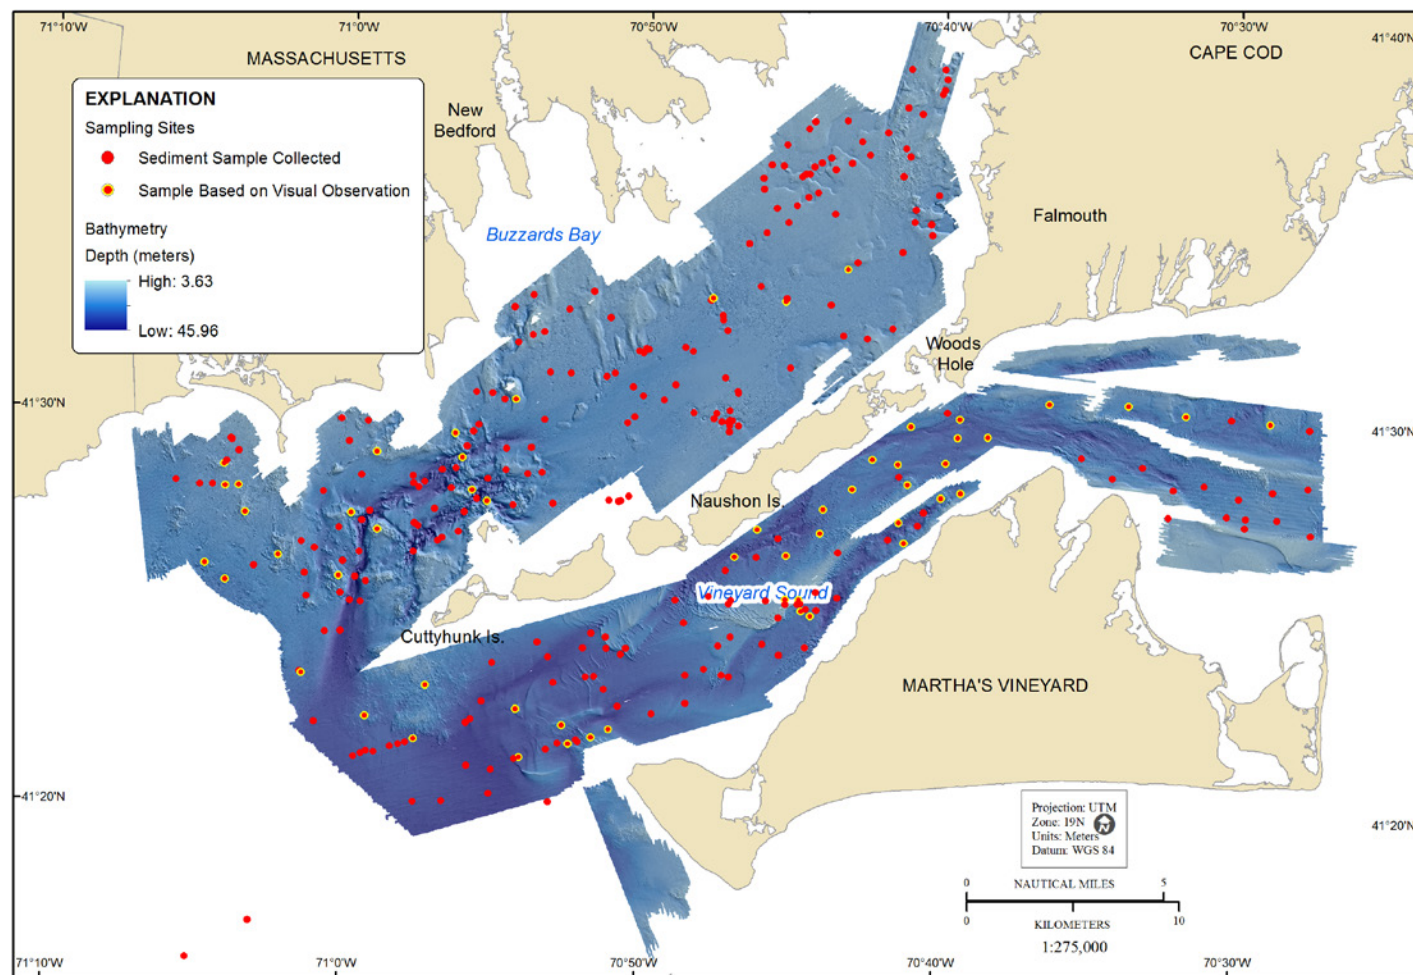 71°10'W
71°0'W
70°50'W
70°40'W
70°30'W
41°40'N
MASSACHUSETTS
CAPE COD
EXPLANATION
Sampling Sites
Sediment Sample Collected
Sample Based on Visual Observation
Bathymetry
Depth (meters)
High: 3.63
Low: 45.96
New
Bedford
Buzzards Bay
Falmouth
Woods
Hole
41°30'N
41°30'N
Naushon Is.
Vineyard Sound
Cuttyhunk Is.
MARTHA'S VINEYARD
41°20'N
41°20'N
Projection: UTM
Zone: 19N
Units: Meters
Datum: WGS 84
N
0
NAUTICAL MILES
5
0
KILOMETERS
10
1:275,000
71°10'W
71°0'W
70°50'W
70°40'W
70°30'W